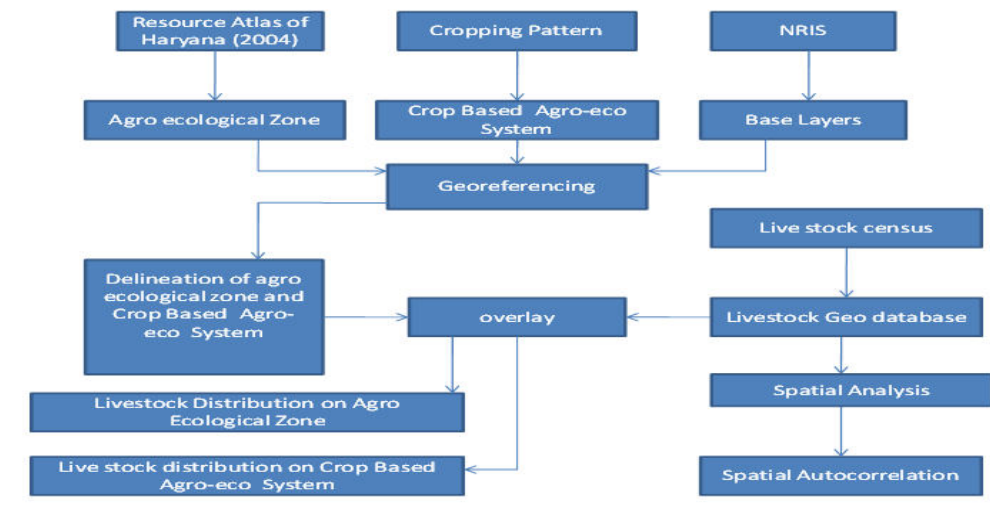 Resource Atlas of
Haryana (2004)
Cropping Pattern
NRIS
Agro ecological Zone
Crop Based Agro-eco
System
Base Layers
Georeferencing
Live stock census
Delineation of agro
ecological zone and
Crop Based Agro-
eco System
overlay
Livestock Geo database
Spatial Analysis
Livestock Distribution on Agro
Ecological Zone
Live stock distribution on Crop Based
Agro-eco System
Spatial Autocorrelation